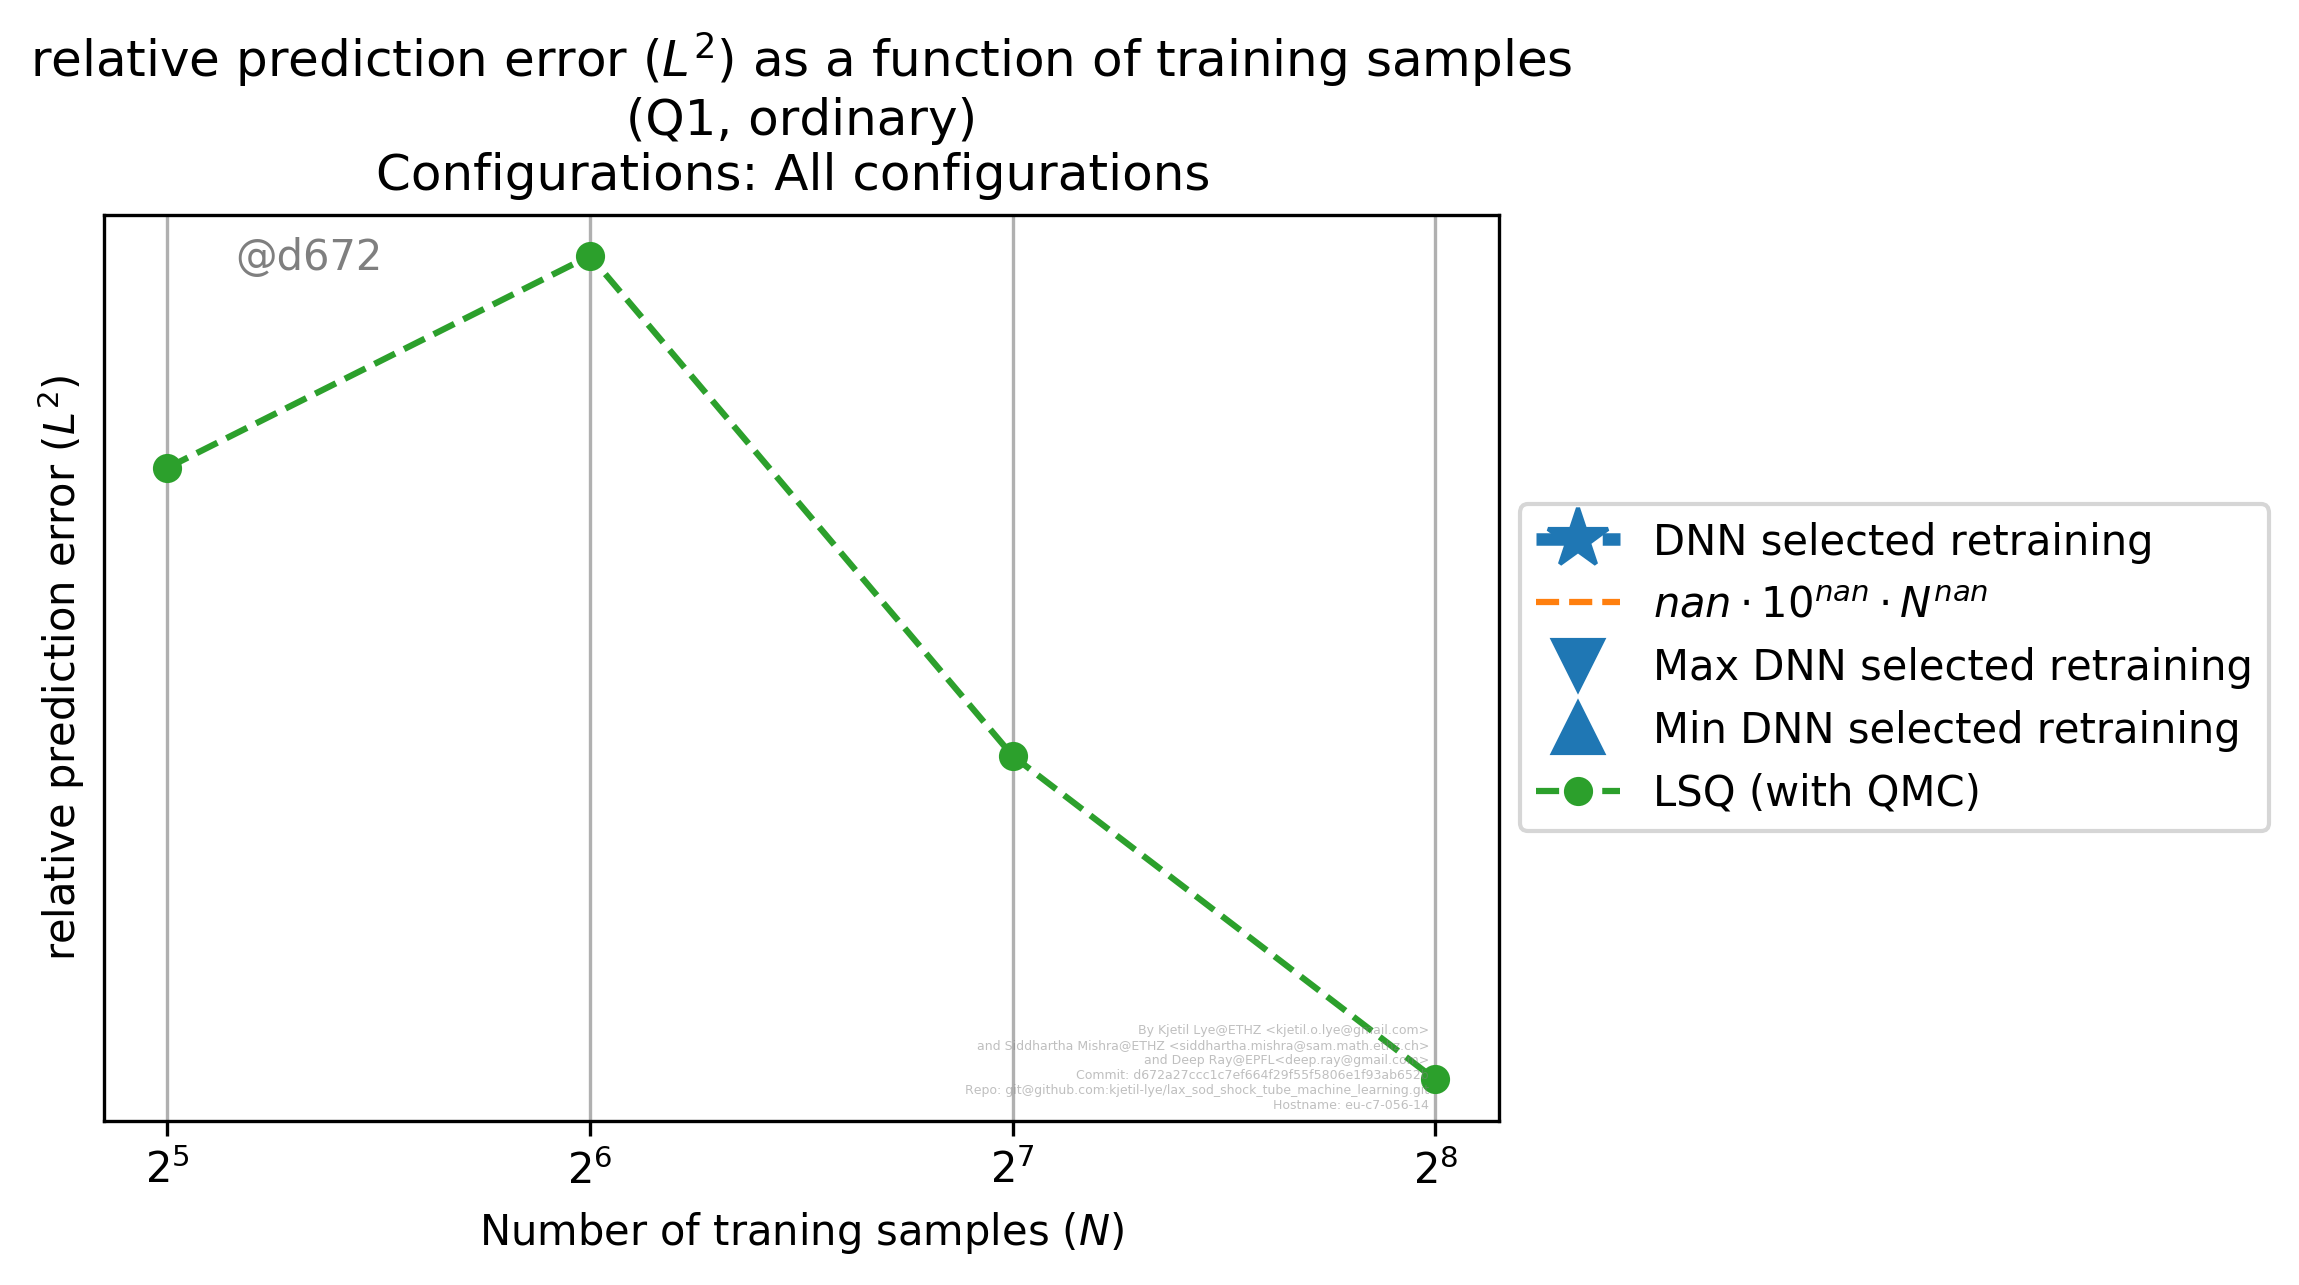 relative prediction error (L²) as a function of training samples
(Q1, ordinary)
Configurations: All configurations
@d672
relative prediction error (L²)
DNN selected retraining
nan · 10ⁿᵃⁿ · Nⁿᵃⁿ
Max DNN selected retraining
Min DNN selected retraining
LSQ (with QMC)
By Kjetil Lye@ETHZ <kjetil.o.lye@gmail.com>
and Siddhartha Mishra@ETHZ <siddhartha.mishra@sam.math.ethz.ch>
and Deep Ray@EPFL<deep.ray@gmail.com>
Commit:
Repo: git@github.com:kjetil-lye/lax_sod_shock_tube_machine_learning.git
Hostname: eu-c7-056-14
2⁵ 2⁶ 2⁷ 2⁸
Number of traning samples (N)